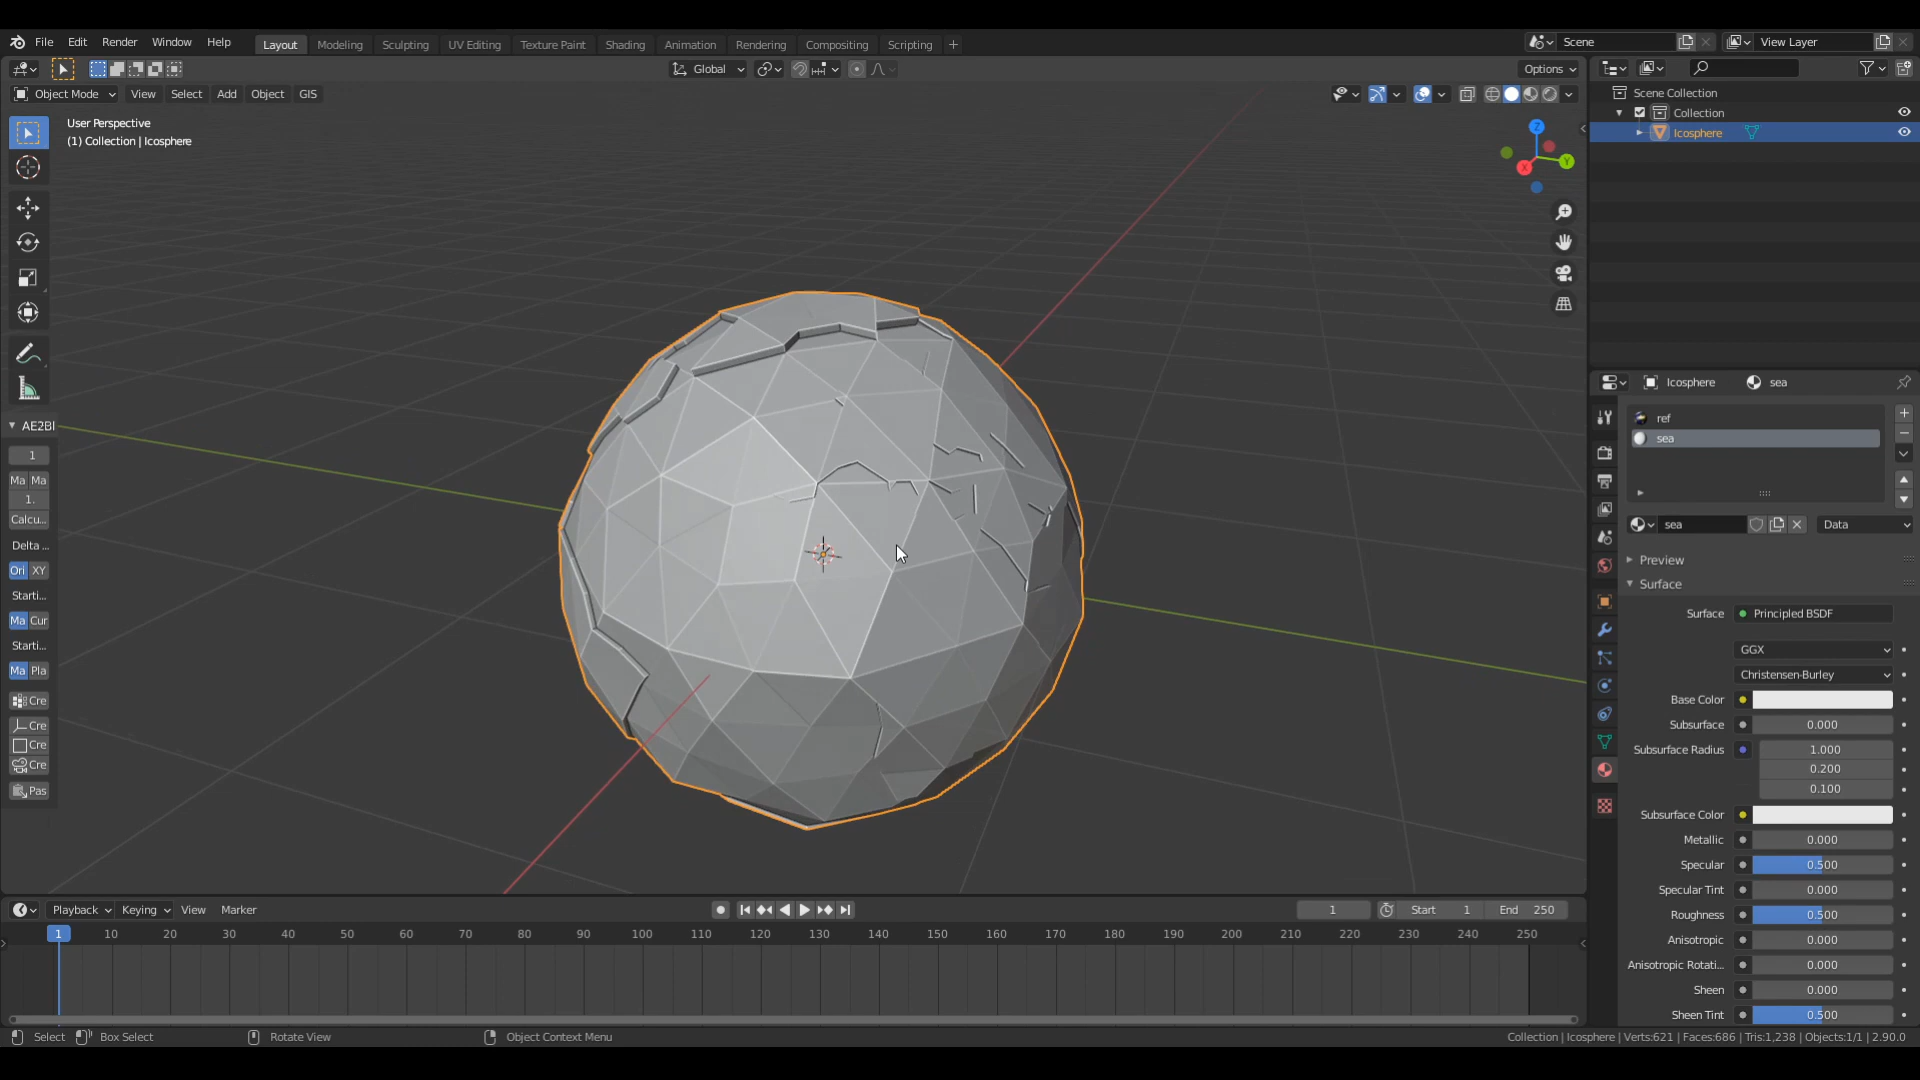 File Edit Render Window Help Layout Modeling Sculpting UV Editing Texture Paint Shading Animation Rendering Compositing Scripting + Scene View Layer
Global Options
Object Mode View Select Add Object GIS
User Perspective
(1) Collection | Icosphere
Z
Y
X
AE2Bl
1
Ma Ma
1.
Calcu...
Delta ...
Ori XY
Starti...
Ma Cur
Starti...
Ma Pla
Cre
Cre
Cre
Cre
Pas
Scene Collection
Collection
Icosphere
Icosphere sea
ref
sea
sea Data
Preview
Surface
Surface Principled BSDF
GGX
Christensen-Burley
Base Color
Subsurface 0.000
Subsurface Radius 1.000
0.200
0.100
Subsurface Color
Metallic 0.000
Specular 0.500
Specular Tint 0.000
Roughness 0.500
Anisotropic 0.000
Anisotropic Rotati... 0.000
Sheen 0.000
Sheen Tint 0.500
Playback Keying View Marker 1 Start 1 End 250
1 10 20 30 40 50 60 70 80 90 100 110 120 130 140 150 160 170 180 190 200 210 220 230 240 250
Select Box Select Rotate View Object Context Menu Collection | Icosphere | Verts:621 | Faces:686 | Tris:1,238 | Objects:1/1 | 2.90.0